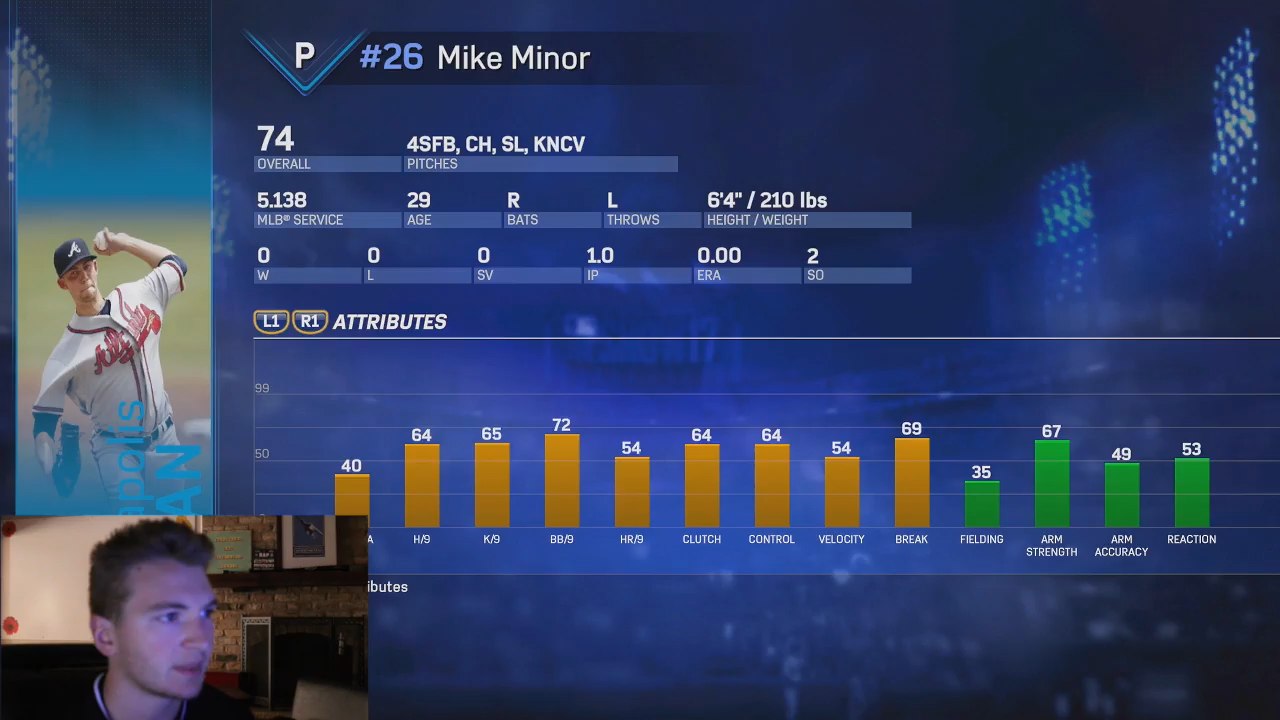 P #26 Mike Minor
74 4SFB, CH, SL, KNCV
OVERALL PITCHES
5.138 29 R L 6'4" / 210 lbs
MLB® SERVICE AGE BATS THROWS HEIGHT / WEIGHT
0 0 0 1.0 0.00 2
W L SV IP ERA SO
L1 R1 ATTRIBUTES
99
50
40 64 65 72 54 64 64 54 69 35 67 49 53
A H/9 K/9 BB/9 HR/9 CLUTCH CONTROL VELOCITY BREAK FIELDING ARM STRENGTH ARM ACCURACY REACTION
ibutes
apolis
AN